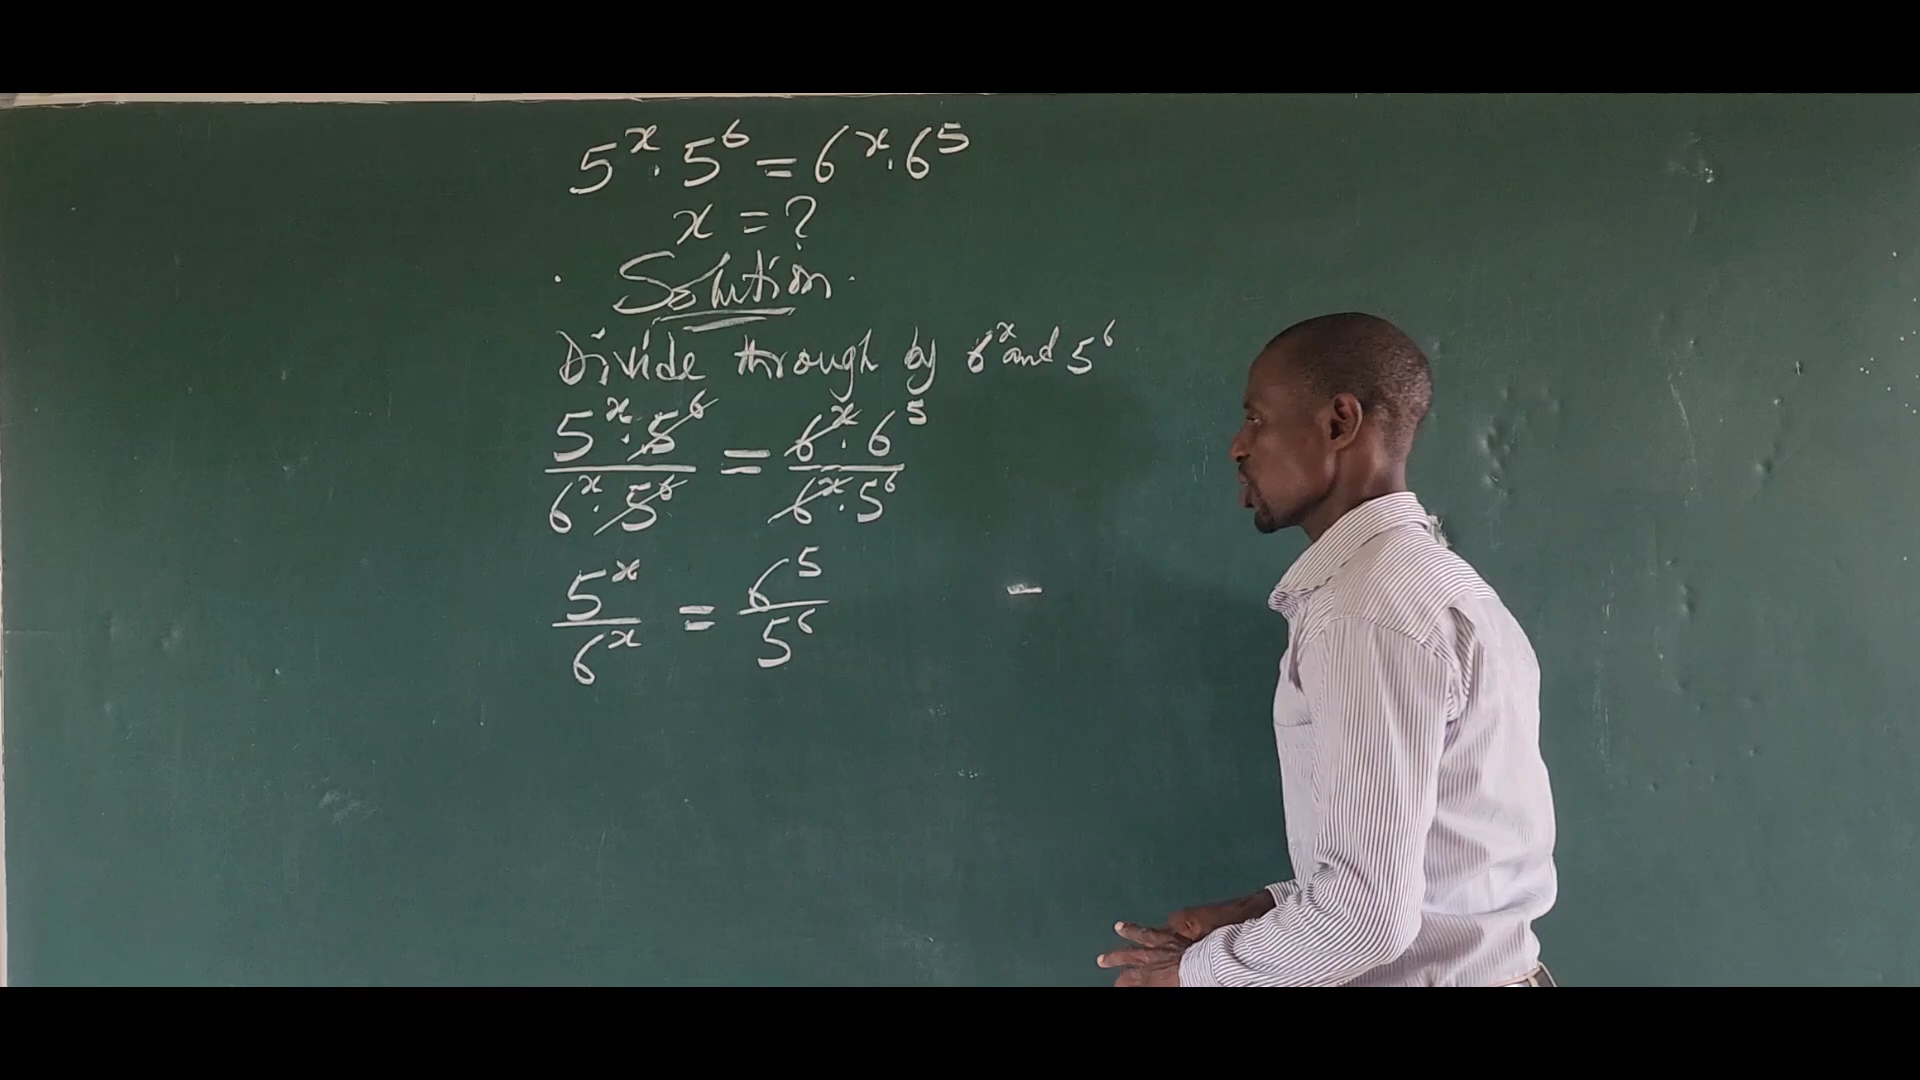 5^x · 5^6 = 6^x · 6^5
x = ?
Solution
Divide through by 6^x and 5^6
(5^x · 5^6)/(6^x · 5^6) = (6^x · 6^5)/(6^x · 5^6)
5^x/6^x = 6^5/5^6